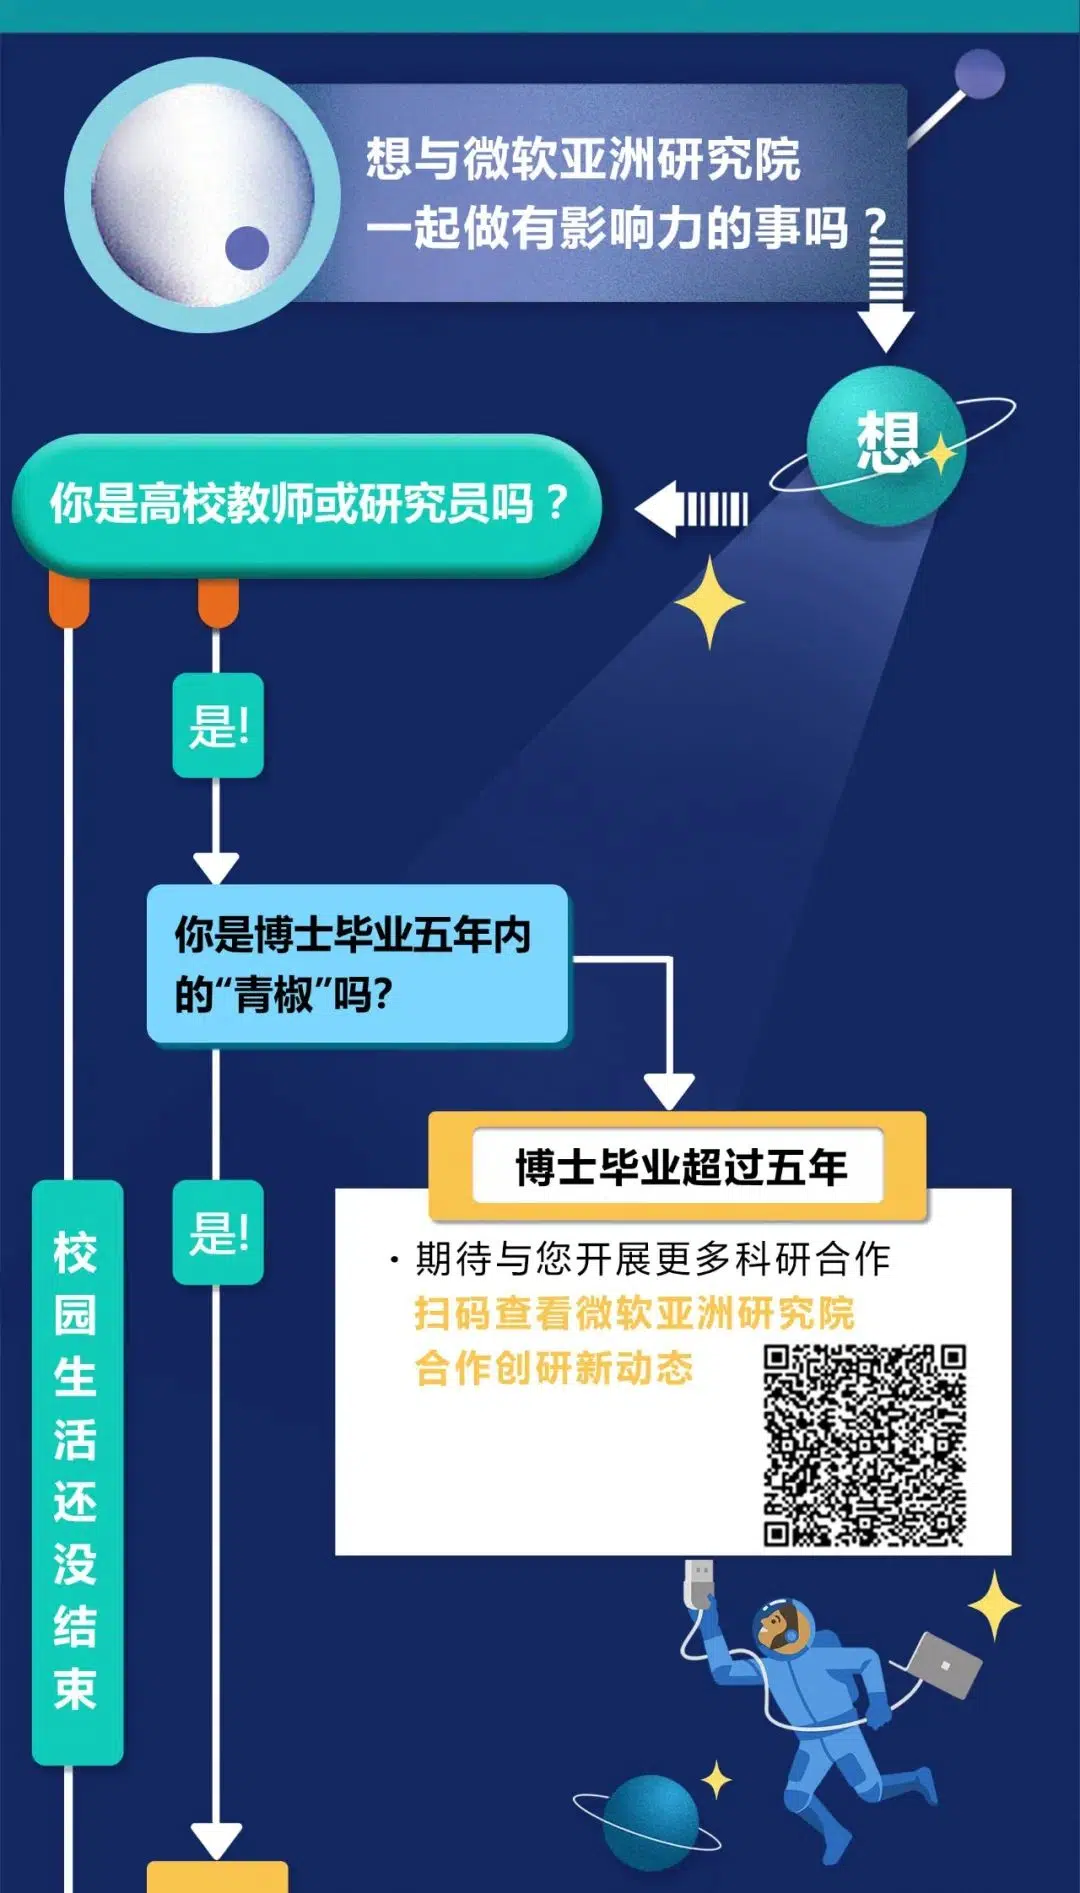 想与微软亚洲研究院
一起做有影响力的事吗？
想
你是高校教师或研究员吗？
是!
你是博士毕业五年内
的“青椒”吗?
博士毕业超过五年
· 期待与您开展更多科研合作
扫码查看微软亚洲研究院
合作创研新动态
是!
校园生活还没结束